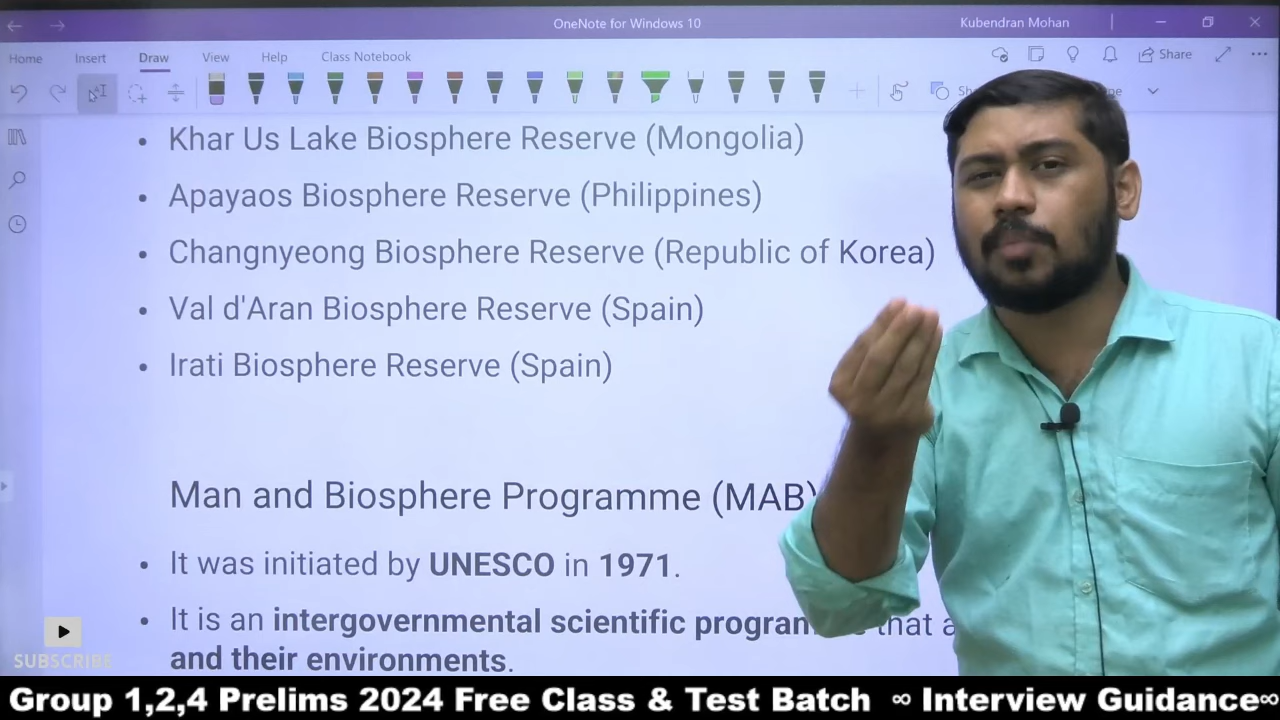 OneNote for Windows 10
Kubendran Mohan
Home Insert Draw View Help Class Notebook
Share
• Khar Us Lake Biosphere Reserve (Mongolia)
• Apayaos Biosphere Reserve (Philippines)
• Changnyeong Biosphere Reserve (Republic of Korea)
• Val d'Aran Biosphere Reserve (Spain)
• Irati Biosphere Reserve (Spain)
Man and Biosphere Programme (MAB)
• It was initiated by UNESCO in 1971.
• It is an intergovernmental scientific that
and their environments.
SUBSCRIBE
Group 1,2,4 Prelims 2024 Free Class & Test Batch ∞ Interview Guidance∞